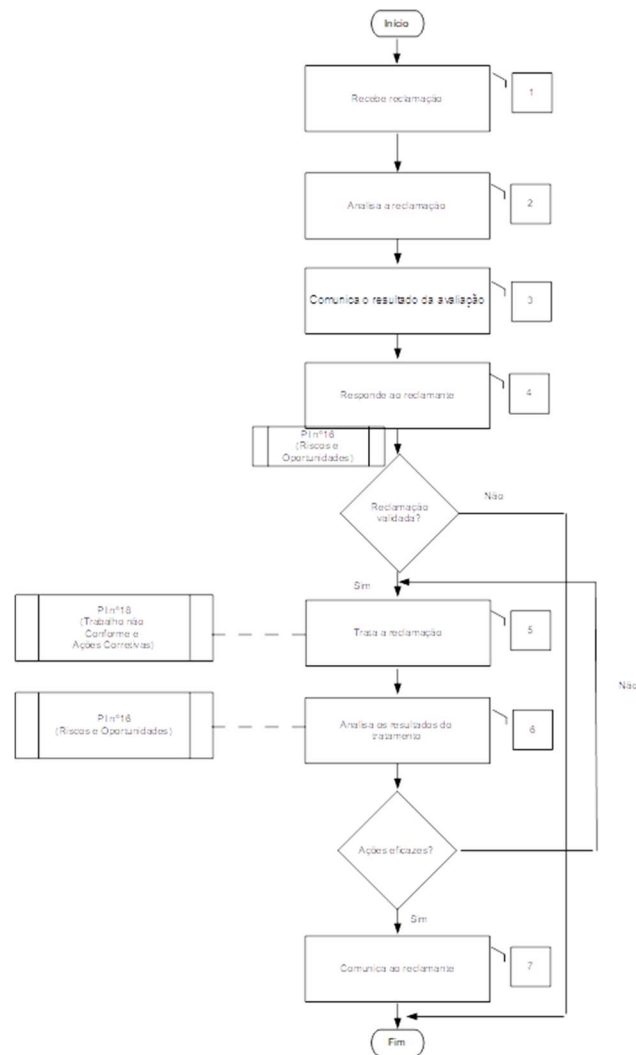 Início
Recebe reclamação
1
Analisa a reclamação
2
Comunica o resultado da avaliação
3
Responde ao reclamante
4
PI nº16
(Riscos e
Oportunidades)
Reclamação
validada?
Não
Sim
PI nº18
(Trabalho não
Conforme e
Ações Corretivas)
Trata a reclamação
5
Não
PI nº16
(Riscos e Oportunidades)
Analisa os resultados do
tratamento
6
Ações eficazes?
Sim
Comunica ao reclamante
7
Fim